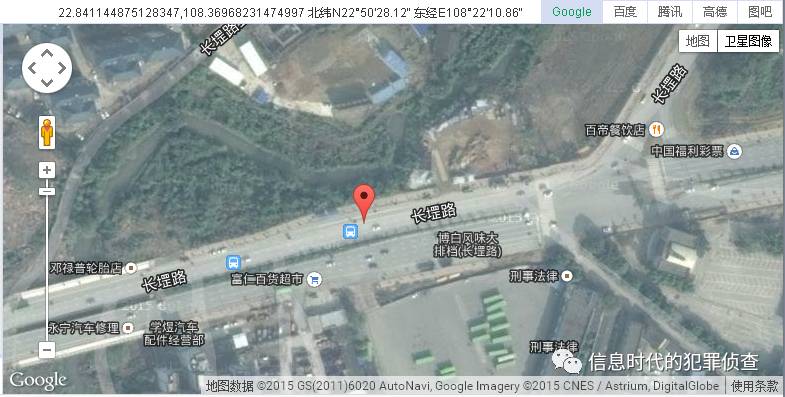 22.841144875128347,108.36968231474997 北纬N22°50'28.12" 东经E108°22'10.86"
Google 百度 腾讯 高德 图吧
地图 卫星图像
长堽路
长堽路
百帝餐饮店
中国福利彩票
长堽路
博白风味大
排档(长堽路)
邓禄普轮胎店
长堽路
富仁百货超市
刑事法律
永宁汽车修理
学煜汽车
配件经营部
刑事法律
信息时代的犯罪侦查
Google
地图数据 ©2015 GS(2011)6020 AutoNavi, Google Imagery ©2015 CNES / Astrium, DigitalGlobe
使用条款